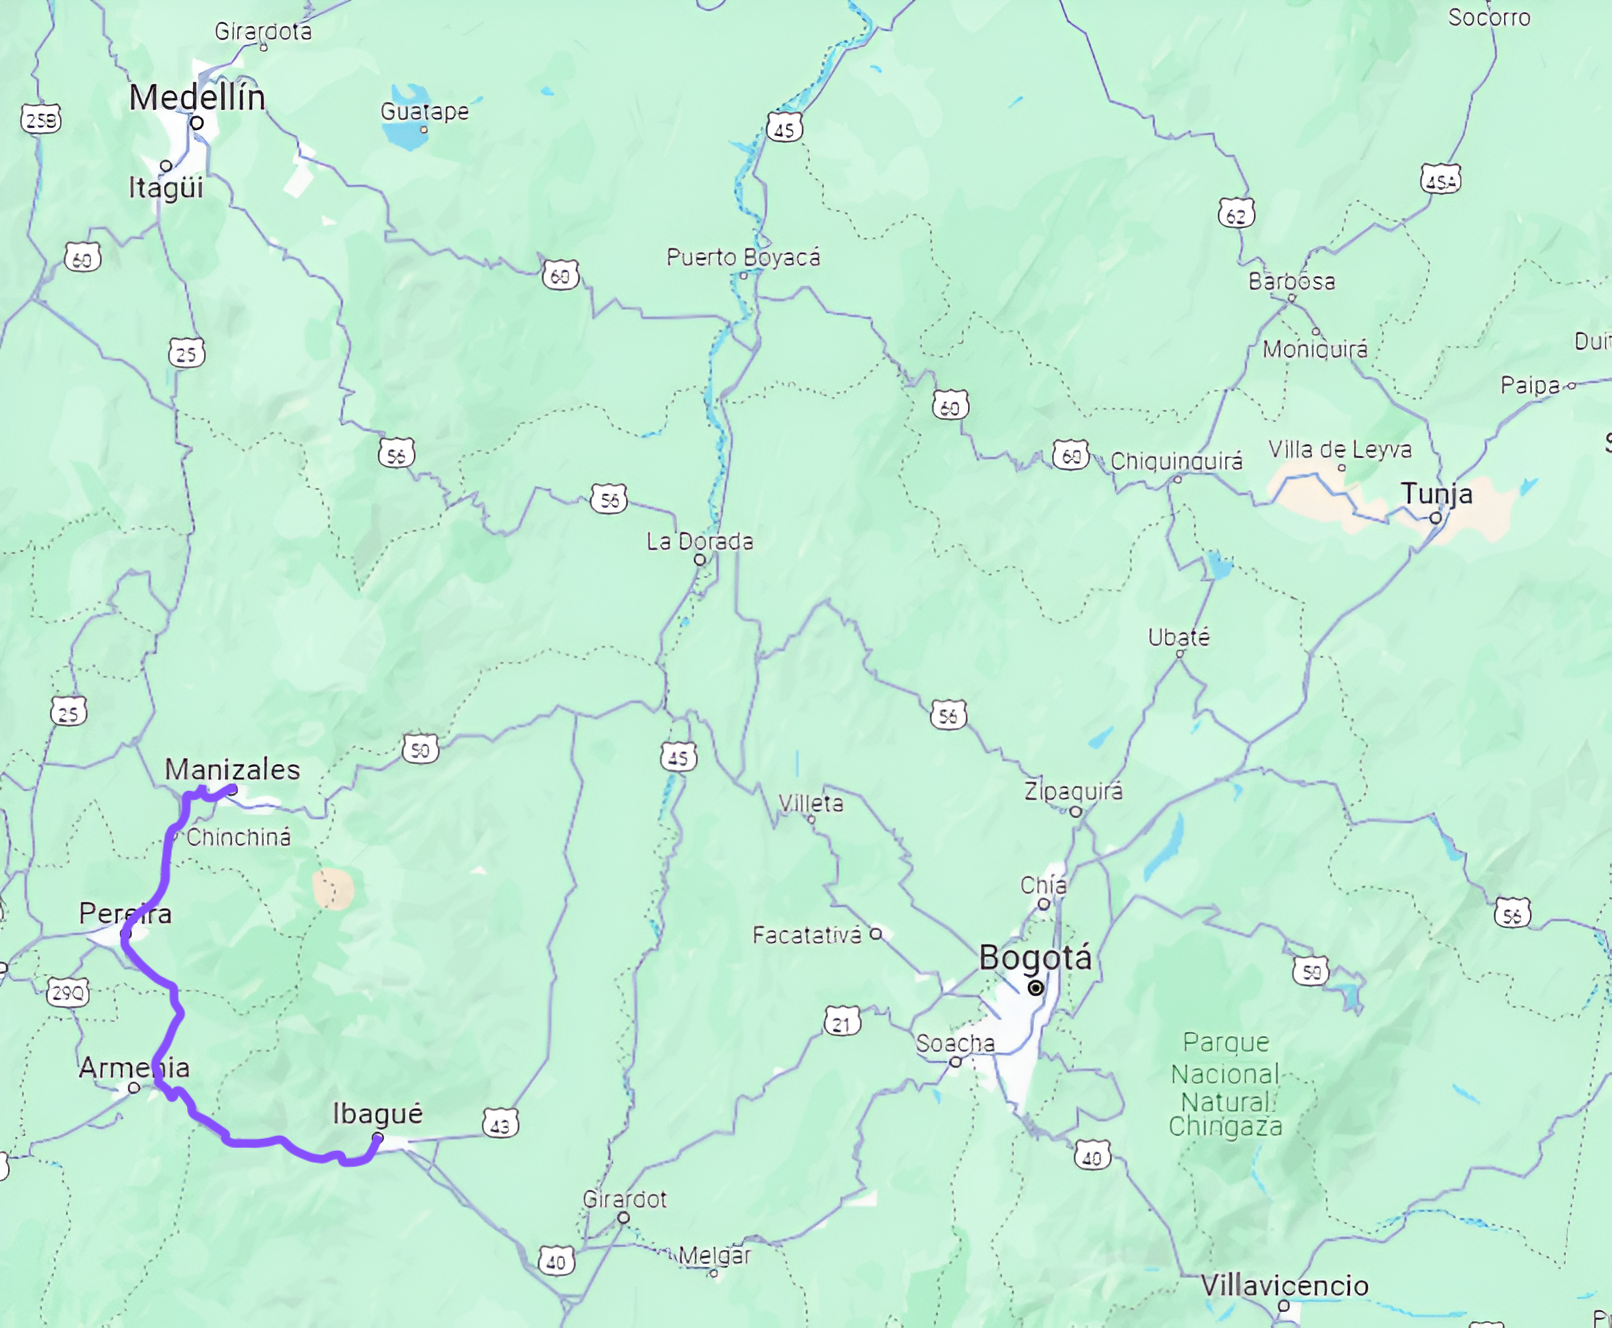 Socorro
Girardota
Medellín
Guatape
25B
45
Itagüi
45A
62
60
Puerto Boyacá
60
Barbosa
25
Moniquirá
Duit
Paipa
60
56
60
Chiquinquirá
Villa de Leyva
S
Tunja
56
La Dorada
Ubaté
25
56
50
45
Manizales
Zipaquirá
Villeta
Chinchiná
Chía
Pereira
56
Facatativá
Bogotá
50
29Q
21
Soacha
Parque
Nacional
Natural
Chingaza
Armenia
Ibagué
43
40
Girardot
Melgar
40
Villavicencio